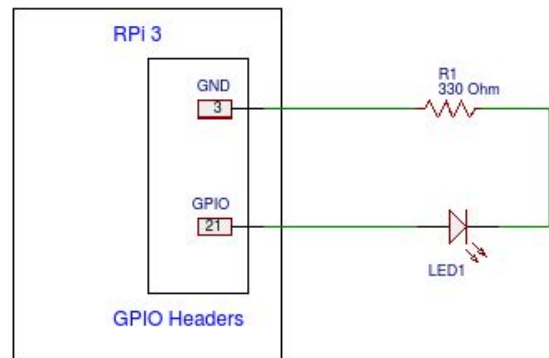 RPi 3
GND
3
R1
330 Ohm
GPIO
21
LED1
GPIO Headers